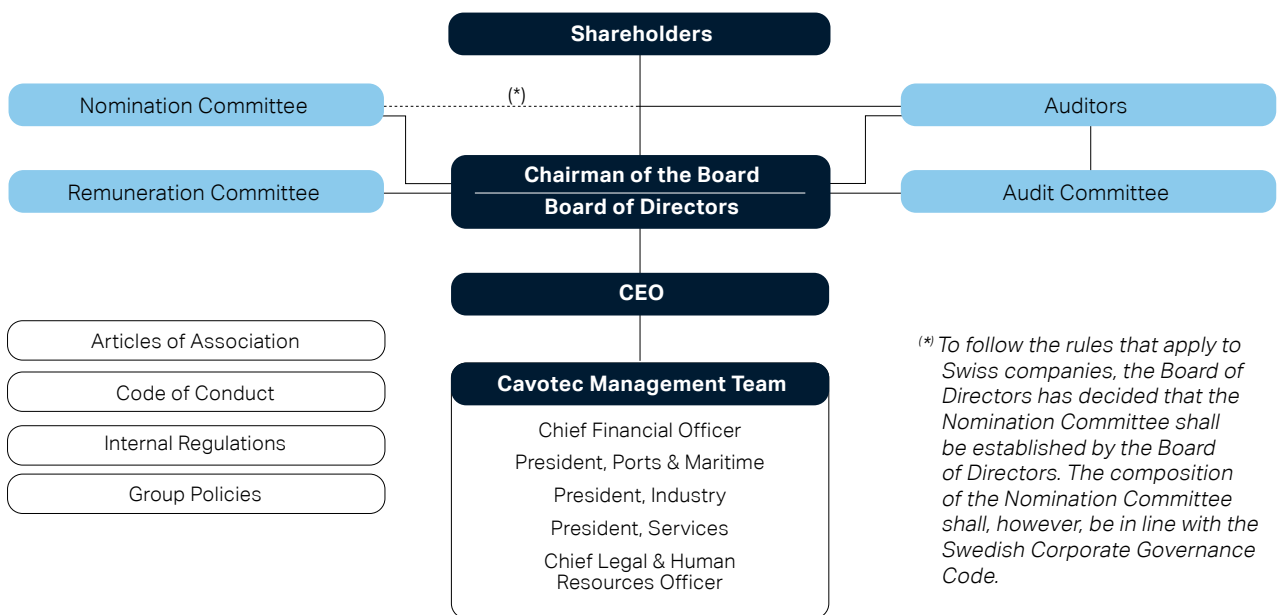 Shareholders
Nomination Committee
(*)
Auditors
Remuneration Committee
Chairman of the Board
Board of Directors
Audit Committee
CEO
Articles of Association
Code of Conduct
Internal Regulations
Group Policies
Cavotec Management Team
Chief Financial Officer
President, Ports & Maritime
President, Industry
President, Services
Chief Legal & Human
Resources Officer
(*) To follow the rules that apply to
Swiss companies, the Board of
Directors has decided that the
Nomination Committee shall
be established by the Board
of Directors. The composition
of the Nomination Committee
shall, however, be in line with the
Swedish Corporate Governance
Code.